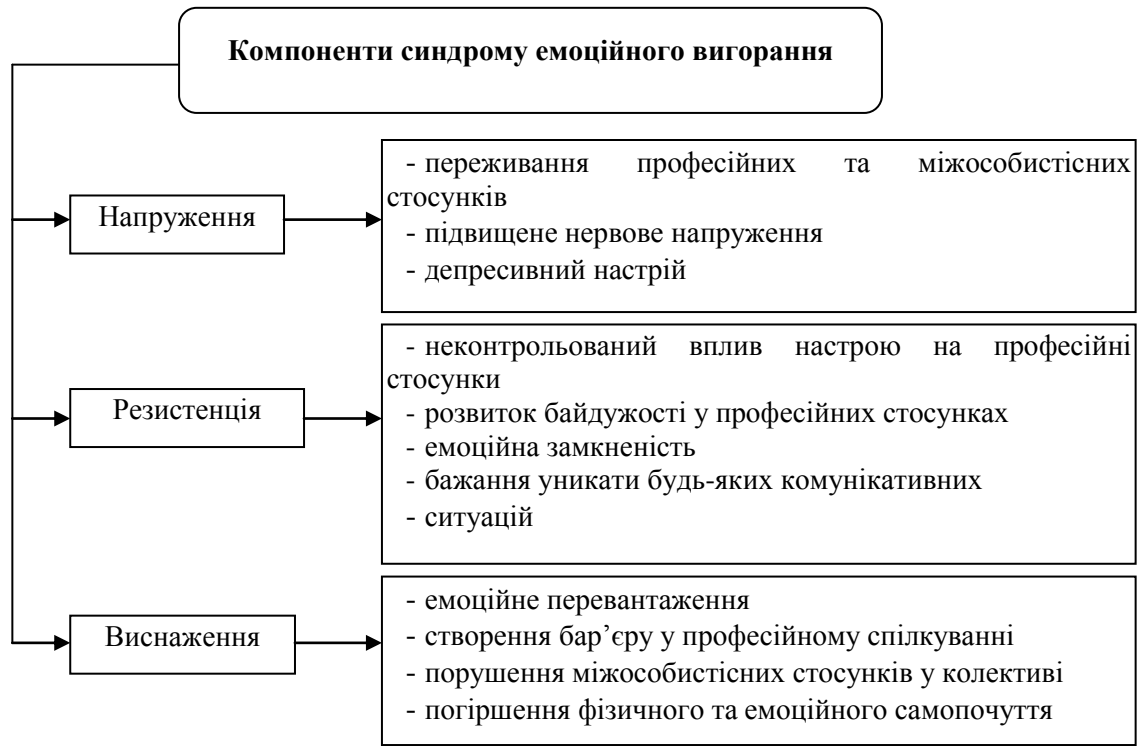 Компоненти синдрому емоційного вигорання
Напруження
- переживання професійних та міжособистісних
стосунків
- підвищене нервове напруження
- депресивний настрій
Резистенція
- неконтрольований вплив настрою на професійні
стосунки
- розвиток байдужості у професійних стосунках
- емоційна замкненість
- бажання уникати будь-яких комунікативних
- ситуацій
Виснаження
- емоційне перевантаження
- створення бар’єру у професійному спілкуванні
- порушення міжособистісних стосунків у колективі
- погіршення фізичного та емоційного самопочуття